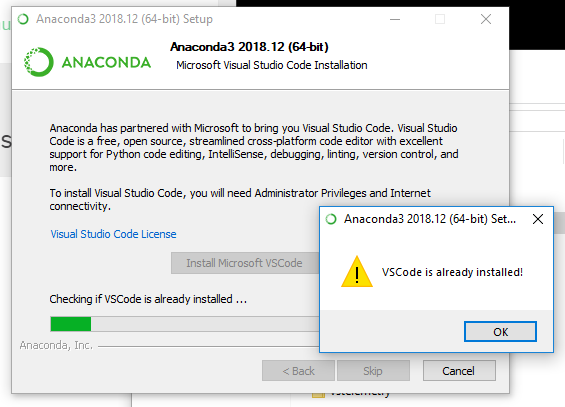 Anaconda3 2018.12 (64-bit) Setup
Anaconda3 2018.12 (64-bit)
Microsoft Visual Studio Code Installation
ANACONDA
Anaconda has partnered with Microsoft to bring you Visual Studio Code. Visual Studio
Code is a free, open source, streamlined cross-platform code editor with excellent
support for Python code editing, IntelliSense, debugging, linting, version control, and
more.
To install Visual Studio Code, you will need Administrator Privileges and Internet
connectivity.
Visual Studio Code License
Install Microsoft VSCode
Checking if VSCode is already installed ...
Anaconda, Inc.
< Back
Skip
Cancel
Anaconda3 2018.12 (64-bit) Set...
VSCode is already installed!
OK